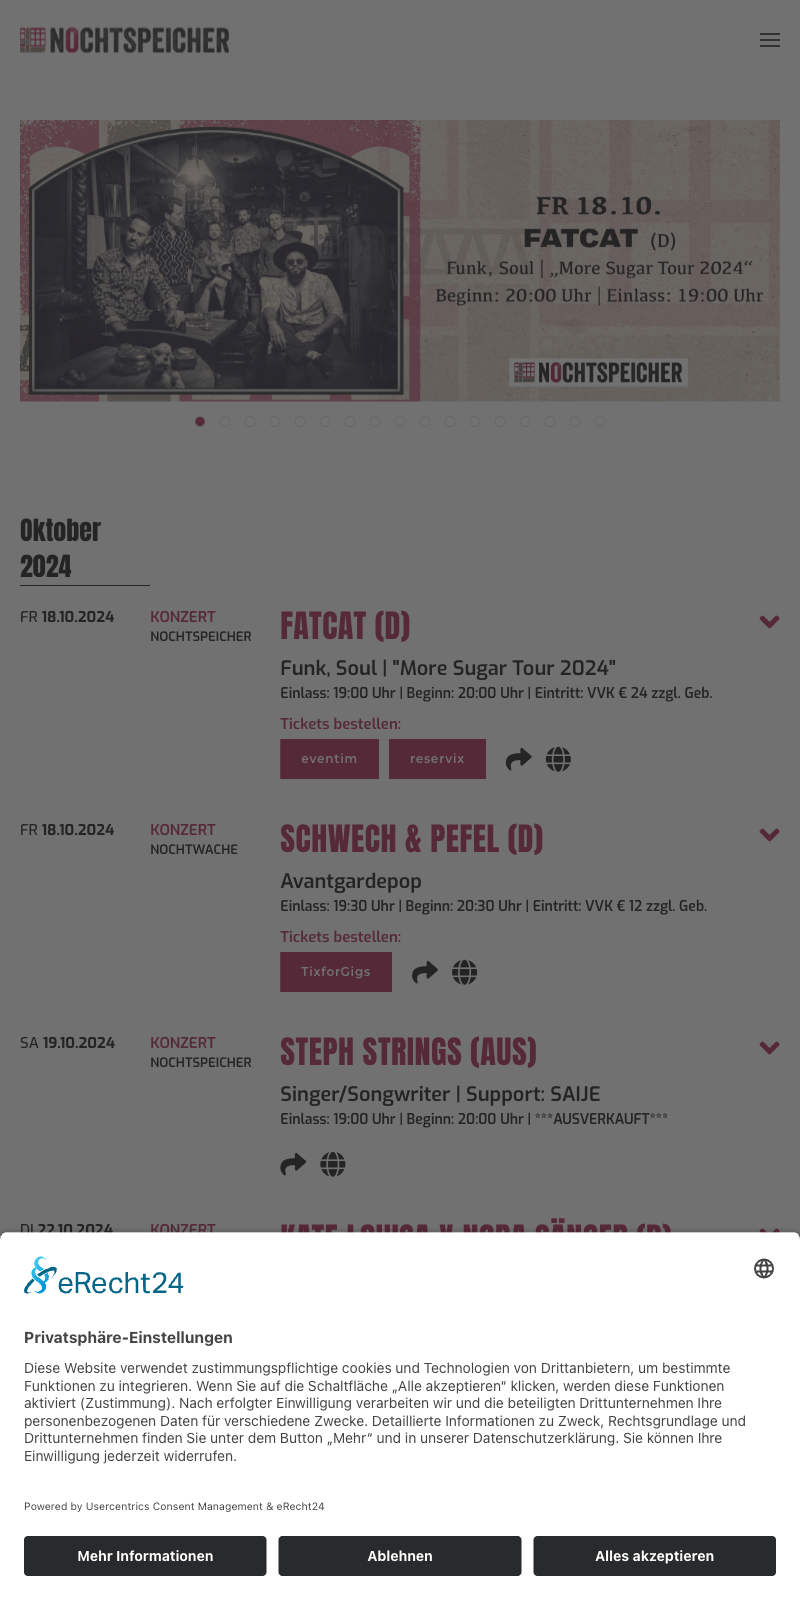 NOCHTSPEICHER
FR 18.10.
FATCAT (D)
Funk, Soul | „More Sugar Tour 2024“
Beginn: 20:00 Uhr | Einlass: 19:00 Uhr
NOCHTSPEICHER
Oktober
2024
FR 18.10.2024
KONZERT
NOCHTSPEICHER
FATCAT (D)
Funk, Soul | "More Sugar Tour 2024"
Einlass: 19:00 Uhr | Beginn: 20:00 Uhr | Eintritt: VVK € 24 zzgl. Geb.
Tickets bestellen:
eventim reservix
FR 18.10.2024
KONZERT
NOCHTWACHE
SCHWECH & PEFEL (D)
Avantgardepop
Einlass: 19:30 Uhr | Beginn: 20:30 Uhr | Eintritt: VVK € 12 zzgl. Geb.
Tickets bestellen:
TixforGigs
SA 19.10.2024
KONZERT
NOCHTSPEICHER
STEPH STRINGS (AUS)
Singer/Songwriter | Support: SAIJE
Einlass: 19:00 Uhr | Beginn: 20:00 Uhr | ***AUSVERKAUFT***
DI 22.10.2024
KONZERT
eRecht24
Privatsphäre-Einstellungen
Diese Website verwendet zustimmungspflichtige cookies und Technologien von Drittanbietern, um bestimmte
Funktionen zu integrieren. Wenn Sie auf die Schaltfläche „Alle akzeptieren“ klicken, werden diese Funktionen
aktiviert (Zustimmung). Nach erfolgter Einwilligung verarbeiten wir und die beteiligten Drittunternehmen Ihre
personenbezogenen Daten für verschiedene Zwecke. Detaillierte Informationen zu Zweck, Rechtsgrundlage und
Drittunternehmen finden Sie unter dem Button „Mehr“ und in unserer Datenschutzerklärung. Sie können Ihre
Einwilligung jederzeit widerrufen.
Powered by Usercentrics Consent Management & eRecht24
Mehr Informationen Ablehnen Alles akzeptieren